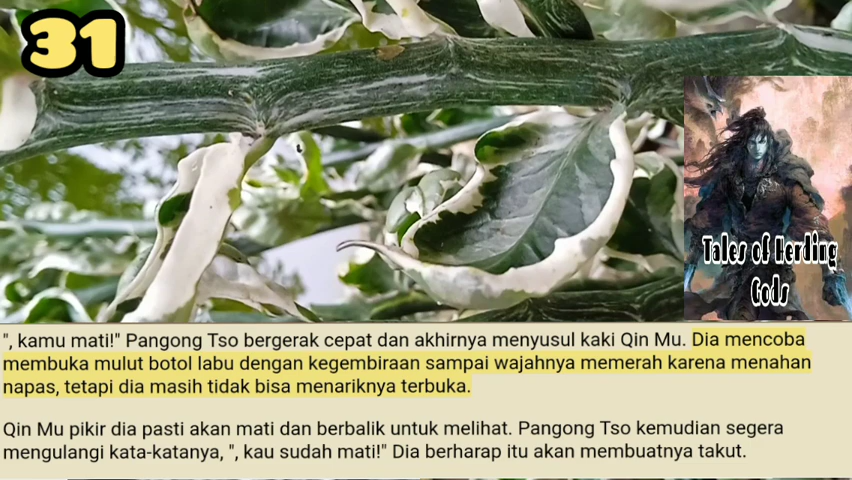 31
Tales of Herding
Gods
", kamu mati!" Pangong Tso bergerak cepat dan akhirnya menyusul kaki Qin Mu. Dia mencoba
membuka mulut botol labu dengan kegembiraan sampai wajahnya memerah karena menahan
napas, tetapi dia masih tidak bisa menariknya terbuka.
Qin Mu pikir dia pasti akan mati dan berbalik untuk melihat. Pangong Tso kemudian segera
mengulangi kata-katanya, ", kau sudah mati!" Dia berharap itu akan membuatnya takut.